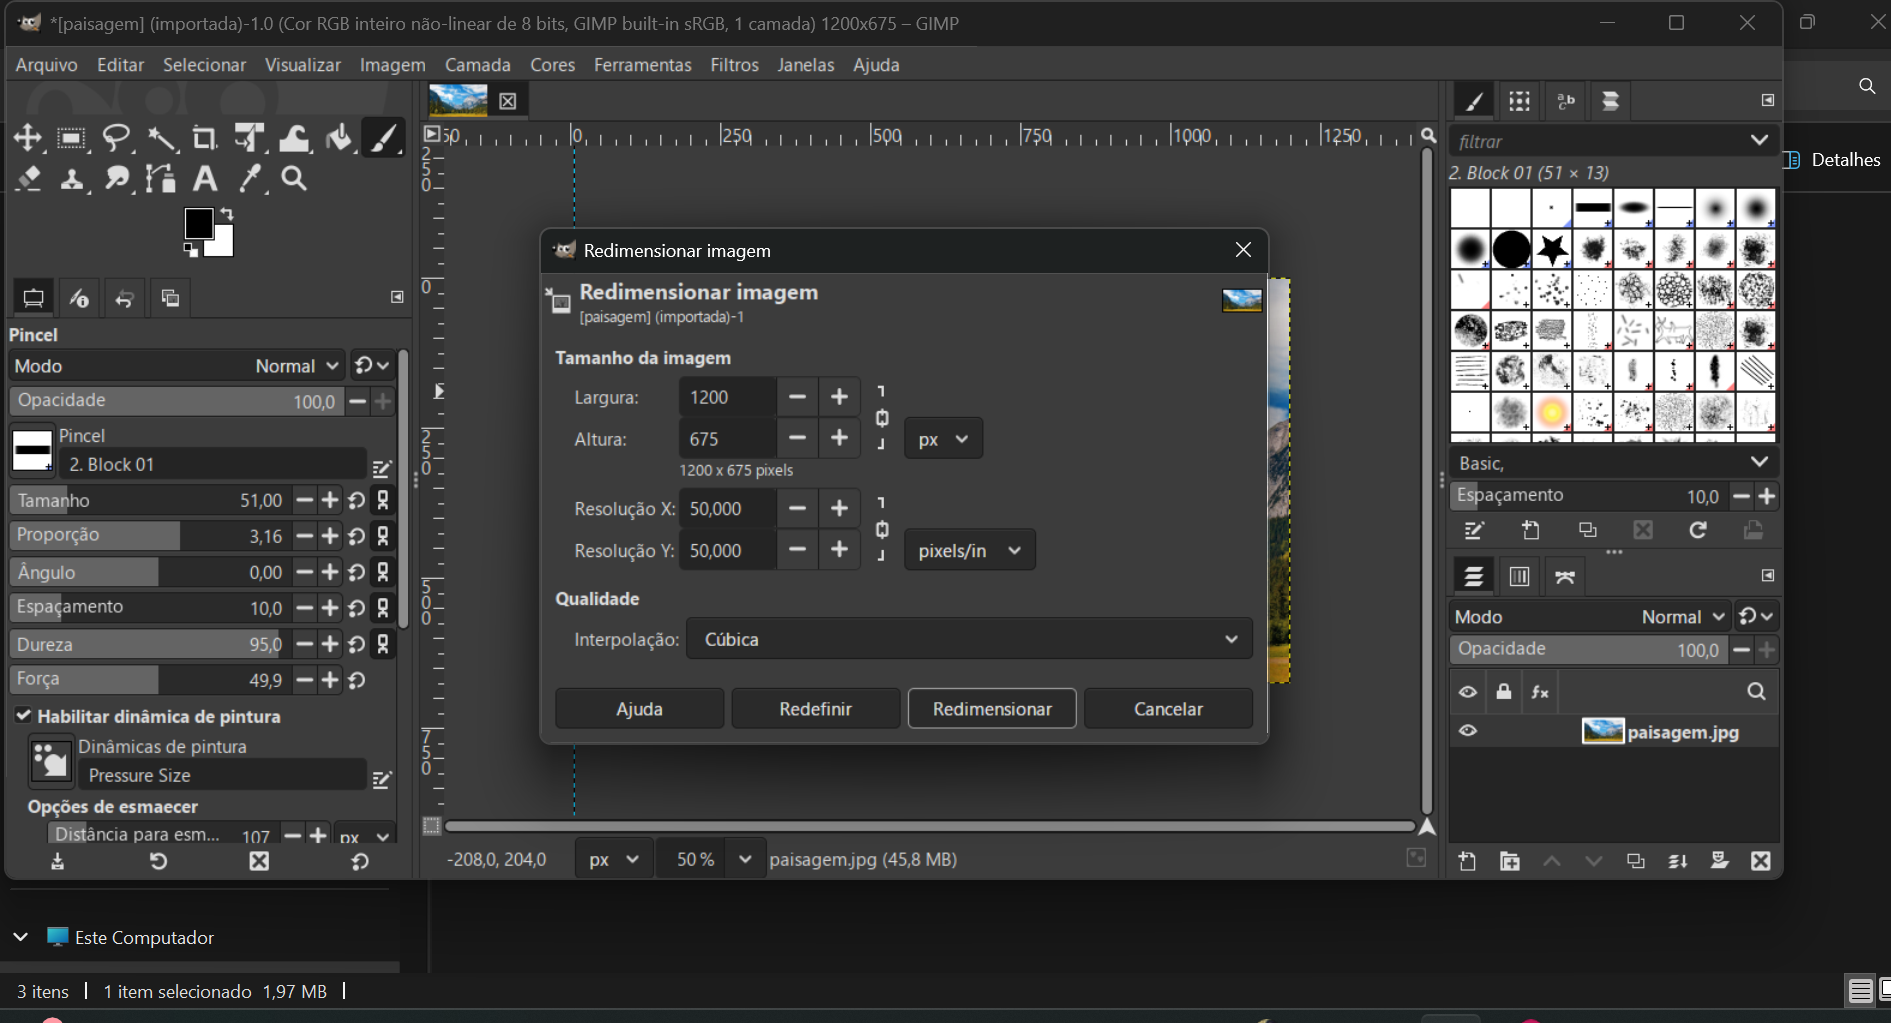 *[paisagem] (importada)-1.0 (Cor RGB inteiro não-linear de 8 bits, GIMP built-in sRGB, 1 camada) 1200x675 – GIMP
Arquivo Editar Selecionar Visualizar Imagem Camada Cores Ferramentas Filtros Janelas Ajuda
Pincel
Modo Normal
Opacidade 100,0
Pincel
2. Block 01
Tamanho 51,00
Proporção 3,16
Ângulo 0,00
Espaçamento 10,0
Dureza 95,0
Força 49,9
Habilitar dinâmica de pintura
Dinâmicas de pintura
Pressure Size
Opções de esmaecer
Distância para esm... 107 px
0 250 500 750 1000 1250
250
0
250
500
750
Redimensionar imagem
Redimensionar imagem
[paisagem] (importada)-1
Tamanho da imagem
Largura: 1200
Altura: 675 px
1200 x 675 pixels
Resolução X: 50,000
Resolução Y: 50,000 pixels/in
Qualidade
Interpolação: Cúbica
Ajuda Redefinir Redimensionar Cancelar
-208,0, 204,0 px 50 % paisagem.jpg (45,8 MB)
filtrar
2. Block 01 (51 × 13)
Basic,
Espaçamento 10,0
Modo Normal
Opacidade 100,0
fx
paisagem.jpg
Detalhes
Este Computador
3 itens 1 item selecionado 1,97 MB